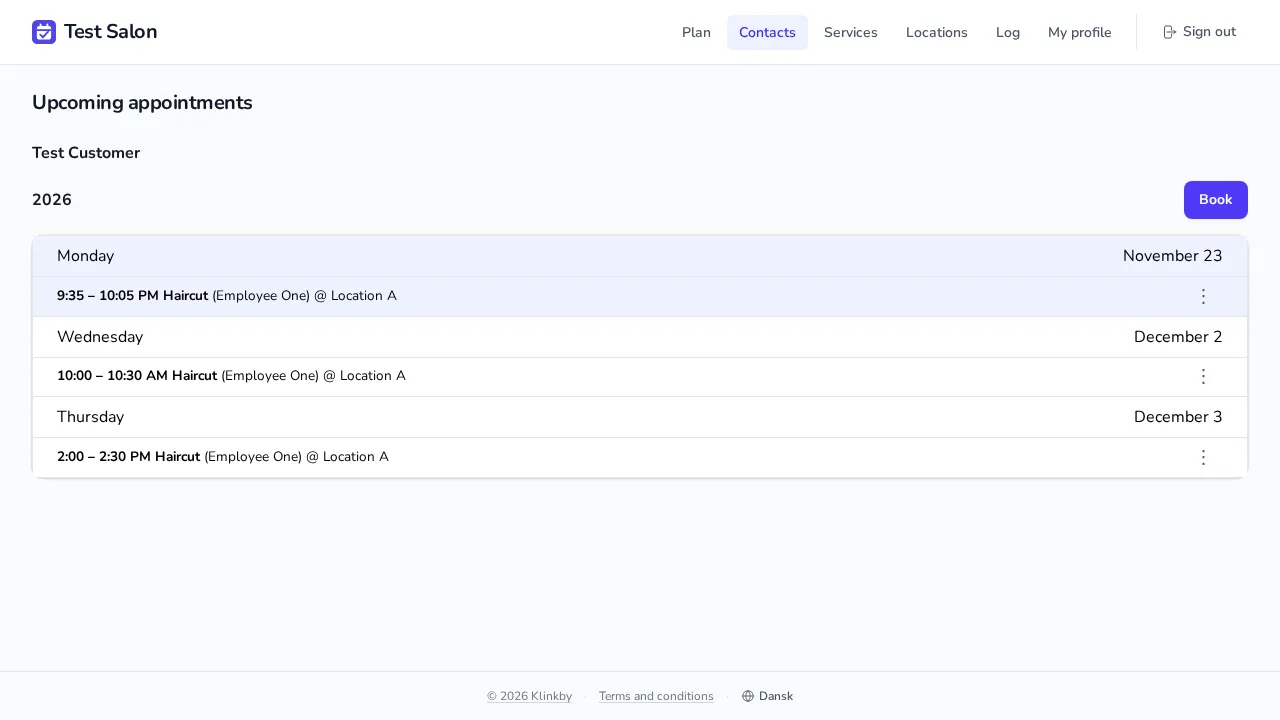 Test Salon
Plan
Contacts
Services
Locations
Log
My profile
Sign out
Upcoming appointments
Test Customer
2026
Book
Monday November 23
9:35 – 10:05 PM Haircut (Employee One) @ Location A
Wednesday December 2
10:00 – 10:30 AM Haircut (Employee One) @ Location A
Thursday December 3
2:00 – 2:30 PM Haircut (Employee One) @ Location A
© 2026 Klinkby · Terms and conditions · Dansk